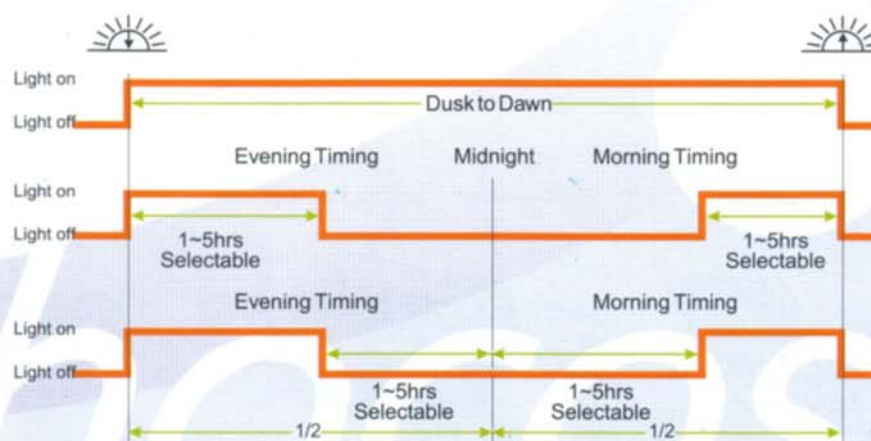 Light on
Dusk to Dawn
Light off
Evening Timing Midnight Morning Timing
Light on
Light off
1~5hrs
Selectable
1~5hrs
Selectable
Evening Timing Morning Timing
Light on
Light off
1~5hrs
Selectable
1~5hrs
Selectable
1/2 1/2